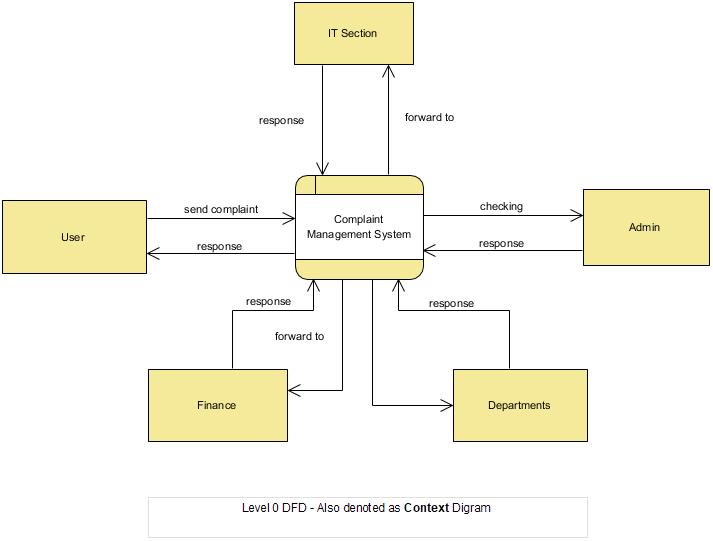 IT Section
response
forward to
send complaint
checking
Complaint
Management System
User
response
response
Admin
response
response
forward to
Finance
Departments
Level 0 DFD - Also denoted as Context Digram